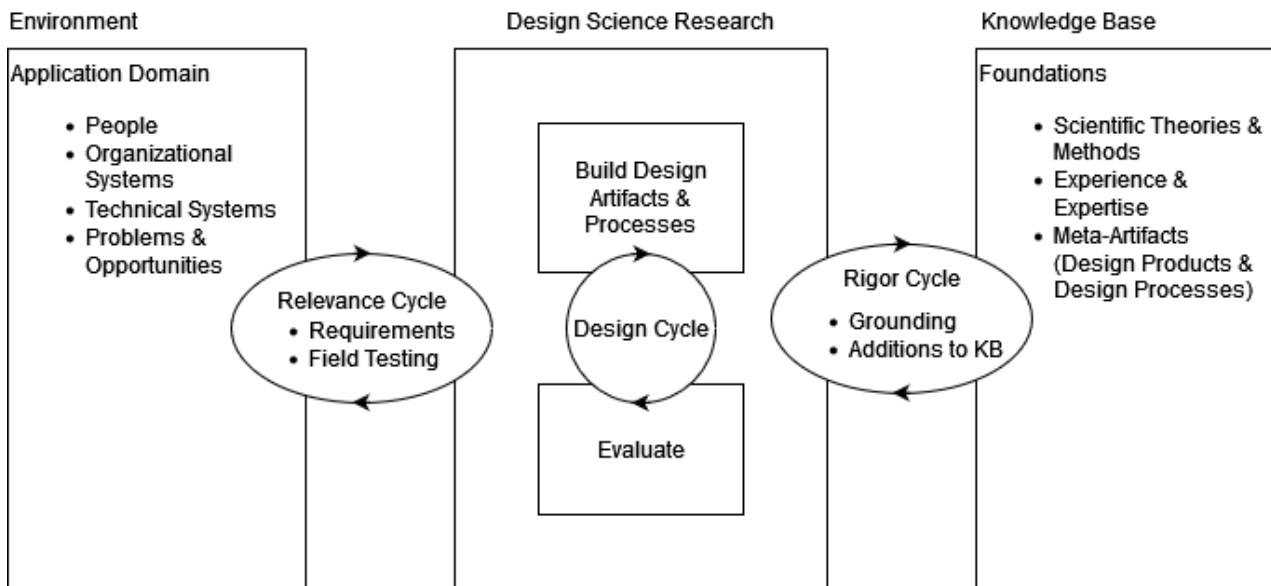 Environment
Design Science Research
Knowledge Base
Application Domain
• People
• Organizational
Systems
• Technical Systems
• Problems &
Opportunities
Relevance Cycle
• Requirements
• Field Testing
Build Design
Artifacts &
Processes
Design Cycle
Evaluate
Rigor Cycle
• Grounding
• Additions to KB
Foundations
• Scientific Theories &
Methods
• Experience &
Expertise
• Meta-Artifacts
(Design Products &
Design Processes)